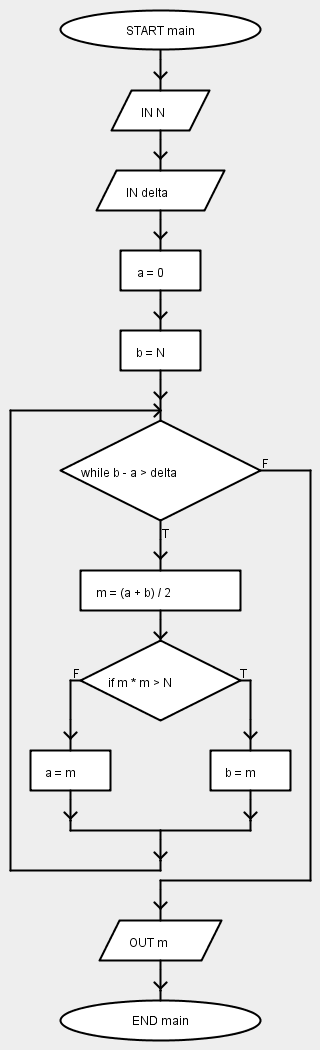 START main
IN N
IN delta
a = 0
b = N
while b - a > delta
F
T
m = (a + b) / 2
F
if m * m > N
T
a = m
b = m
OUT m
END main